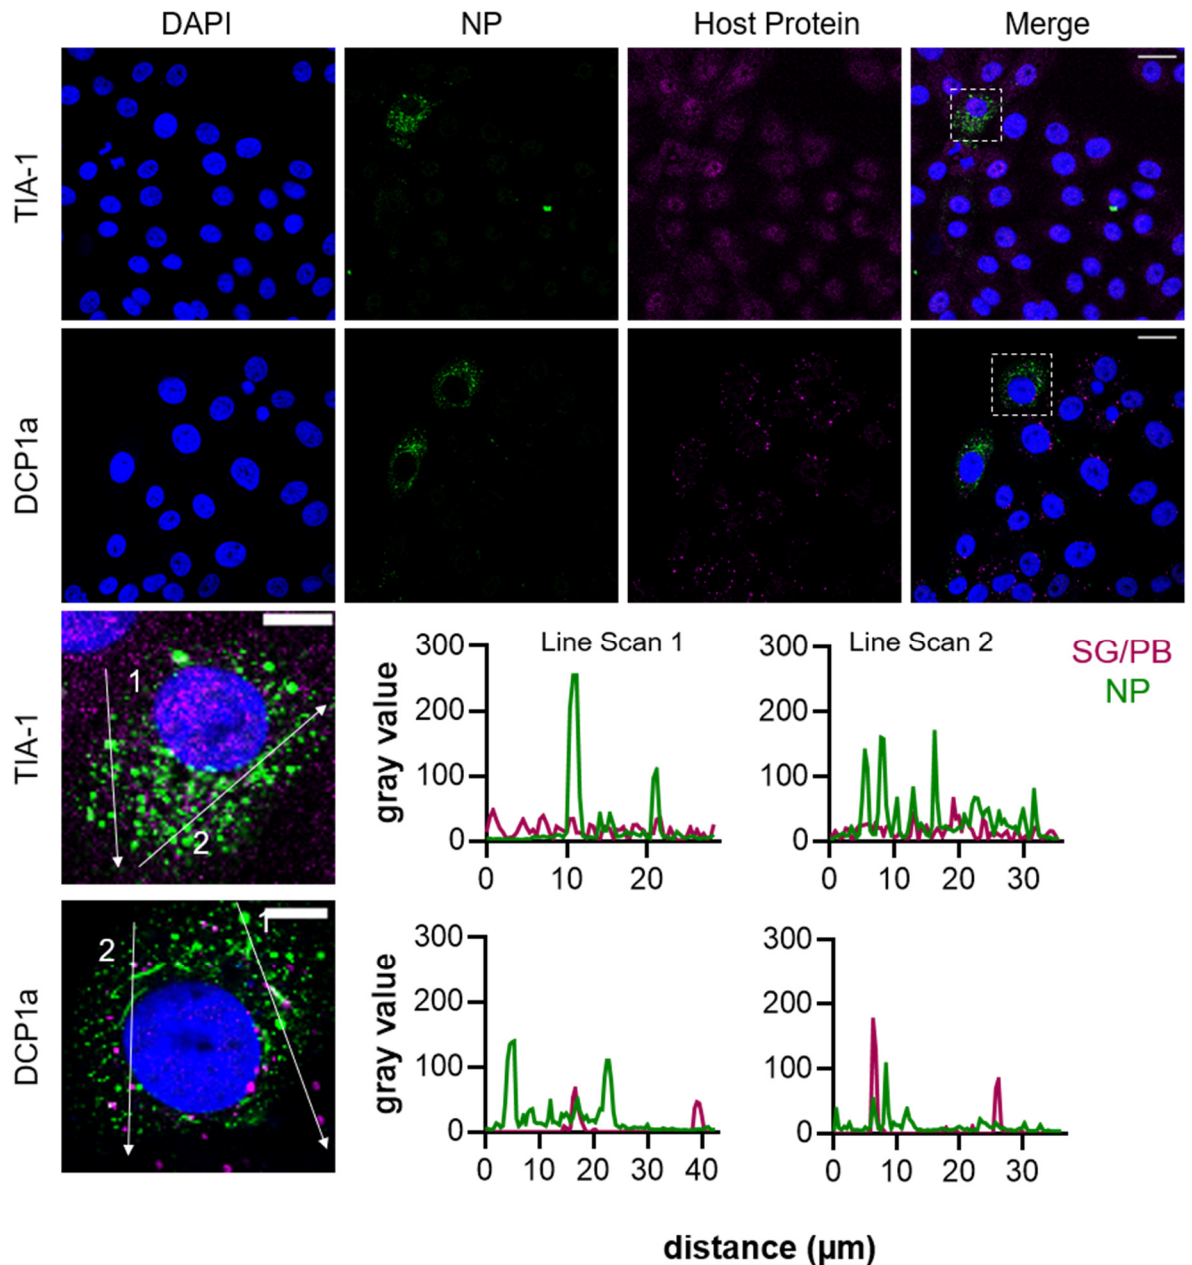 DAPI NP Host Protein Merge
TIA-1
DCP1a
TIA-1
1
2
Line Scan 1
Line Scan 2
SG/PB
NP
gray value
300
200
100
0
0 10 20
300
200
100
0
0 10 20 30
DCP1a
2
1
gray value
300
200
100
0
0 10 20 30 40
300
200
100
0
0 10 20 30
distance (µm)